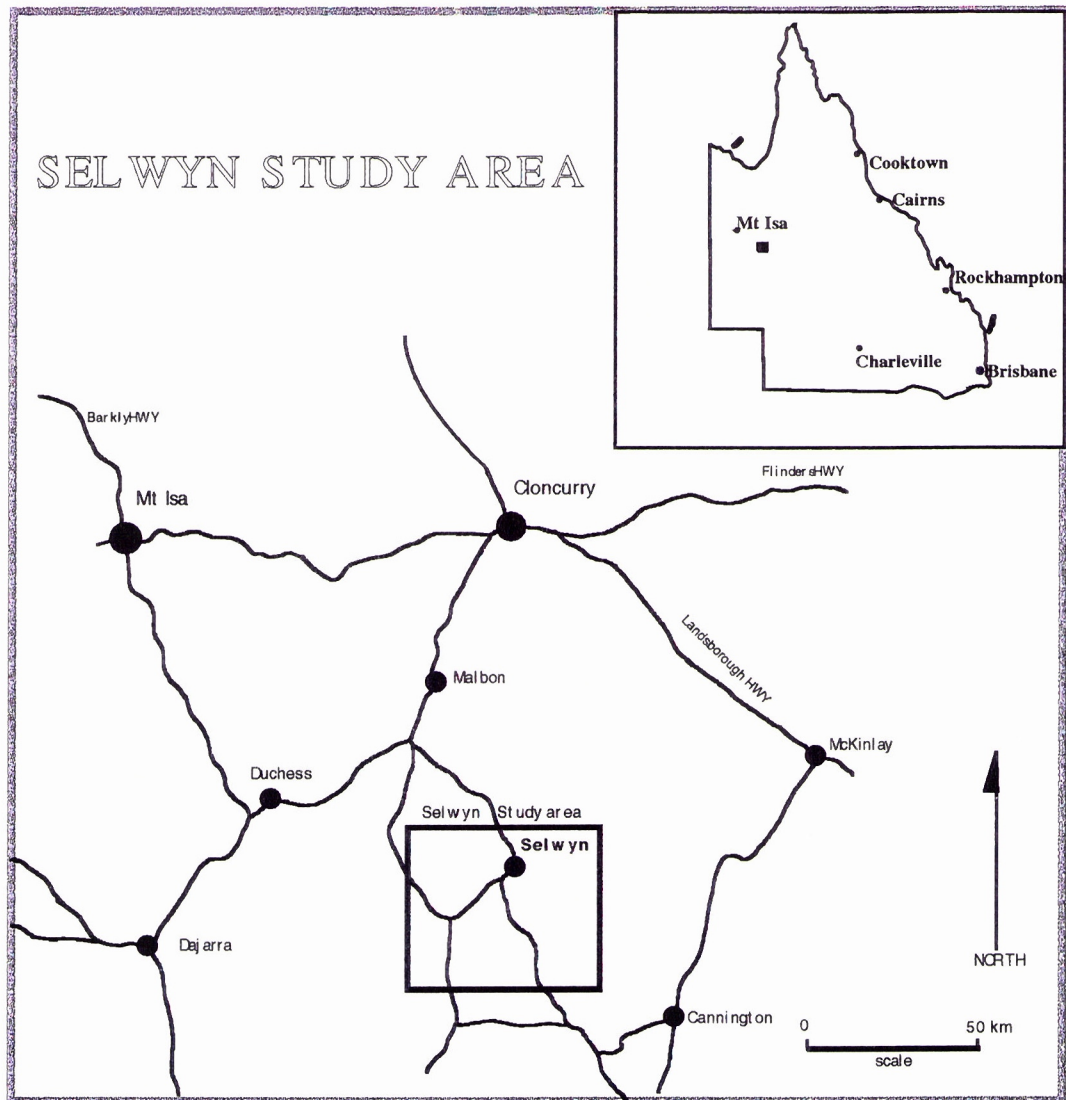 SELWYN STUDY AREA
Cooktown
Cairns
Mt Isa
Rockhampton
Charleville
Brisbane
BarklyHWY
Mt Isa
Cloncurry
FlindersHWY
Malbon
Landsborough HWY
McKinlay
Duchess
Selwyn Study area
Selwyn
Dajarra
NORTH
Cannington
0 50 km
scale